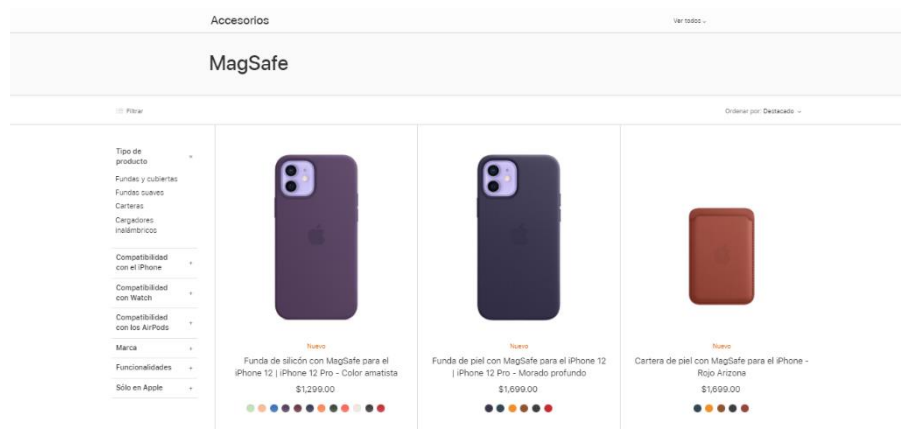 Accesorios
Ver todos
MagSafe
Filtrar
Ordenar por: Destacado
Tipo de
producto
Fundas y cubiertas
Fundas suaves
Carteras
Cargadores
inalámbricos
Compatibilidad
con el iPhone
Compatibilidad
con Watch
Compatibilidad
con los AirPods
Marca
Funcionalidades
Sólo en Apple
Nuevo
Funda de silicón con MagSafe para el
iPhone 12 | iPhone 12 Pro - Color amatista
$1,299.00
Nuevo
Funda de piel con MagSafe para el iPhone 12
| iPhone 12 Pro - Morado profundo
$1,699.00
Nuevo
Cartera de piel con MagSafe para el iPhone -
Rojo Arizona
$1,699.00